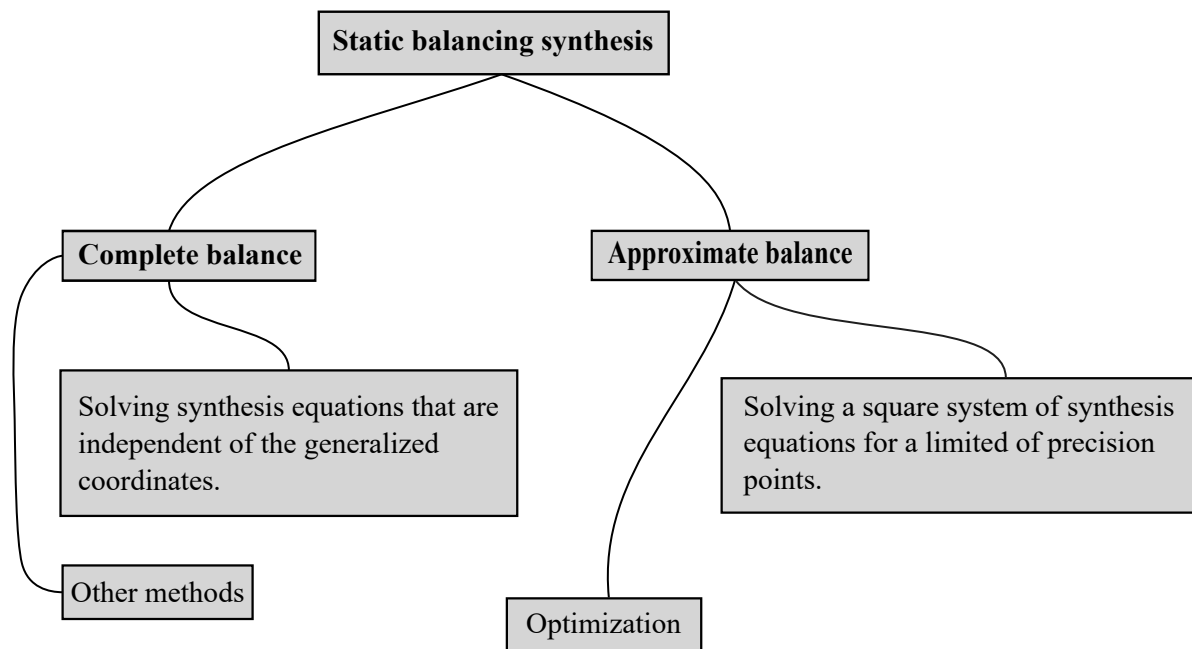 Static balancing synthesis
Complete balance
Approximate balance
Solving synthesis equations that are
independent of the generalized
coordinates.
Solving a square system of synthesis
equations for a limited of precision
points.
Other methods
Optimization